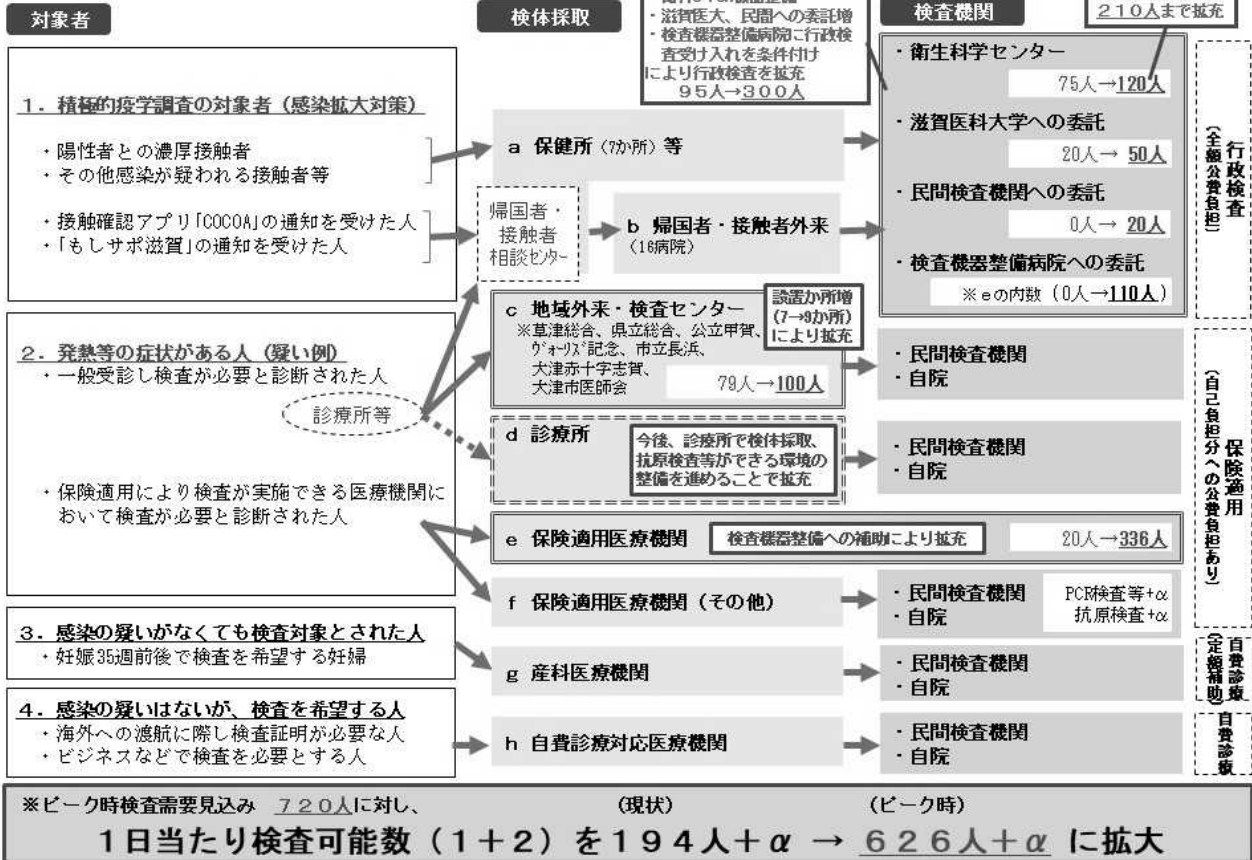 対象者
検体採取
検査機関
・滋賀医大、民間への委託増
・検査機器整備病院に行政検
査受け入れを条件付け
により行政検査を拡充
95人→300人
210人まで拡充
1．積極的疫学調査の対象者（感染拡大対策）
・陽性者との濃厚接触者
・その他感染が疑われる接触者等
・接触確認アプリ「COCOA」の通知を受けた人
・「もしサポ滋賀」の通知を受けた人
a 保健所（7か所）等
帰国者・
接触者
相談センター
b 帰国者・接触者外来
（16病院）
・衛生科学センター
75人→120人
・滋賀医科大学への委託
20人→ 50人
・民間検査機関への委託
0人→ 20人
・検査機器整備病院への委託
※eの内数（0人→110人）
行政検査
（全額公費負担）
2．発熱等の症状がある人（疑い例）
・一般受診し検査が必要と診断された人
診療所等
・保険適用により検査が実施できる医療機関に
おいて検査が必要と診断された人
c 地域外来・検査センター
※草津総合、県立総合、公立甲賀、
ヴォーリズ記念、市立長浜、
大津赤十字志賀、
大津市医師会
79人→100人
設置か所増
(7→9か所)
により拡充
・民間検査機関
・自院
d 診療所
今後、診療所で検体採取、
抗原検査等ができる環境の
整備を進めることで拡充
・民間検査機関
・自院
e 保険適用医療機関
検査機器整備への補助により拡充
20人→336人
f 保険適用医療機関（その他）
・民間検査機関
・自院
PCR検査等+α
抗原検査+α
保険適用
（自己負担分への公費負担あり）
3．感染の疑いがなくても検査対象とされた人
・妊娠35週前後で検査を希望する妊婦
g 産科医療機関
・民間検査機関
・自院
自費診療
（定額補助）
4．感染の疑いはないが、検査を希望する人
・海外への渡航に際し検査証明が必要な人
・ビジネスなどで検査を必要とする人
h 自費診療対応医療機関
・民間検査機関
・自院
自費診療
※ピーク時検査需要見込み 720人に対し、 （現状） （ピーク時）
1日当たり検査可能数（1＋2）を194人＋α → 626人＋α に拡大